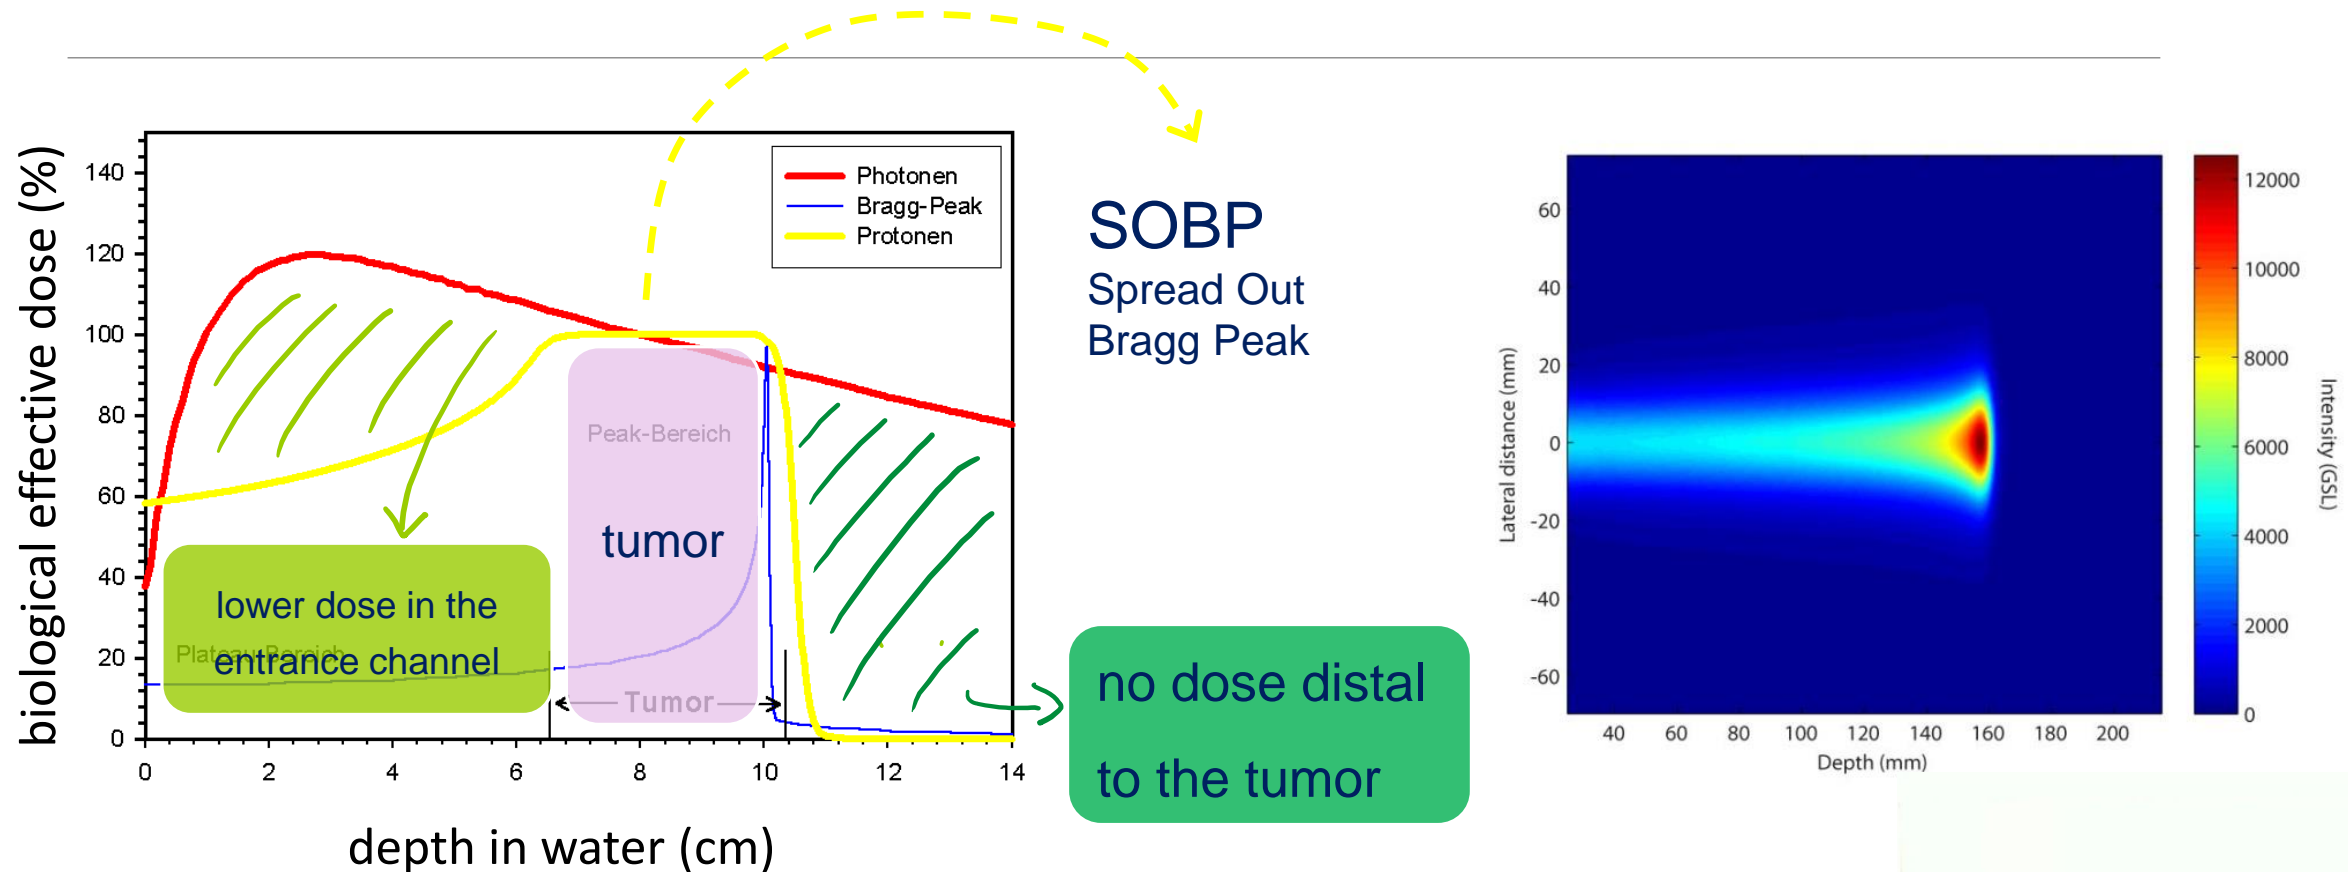 biological effective dose (%)
140
120
100
80
60
40
20
0
0 2 4 6 8 10 12 14
depth in water (cm)
Photonen
Bragg-Peak
Protonen
Peak-Bereich
tumor
Plateau-Bereich
lower dose in the
entrance channel
Tumor
SOBP
Spread Out
Bragg Peak
no dose distal
to the tumor
Lateral distance (mm)
60
40
20
0
-20
-40
-60
40 60 80 100 120 140 160 180 200
Depth (mm)
12000
10000
8000
6000
4000
2000
0
Intensity (GSL)